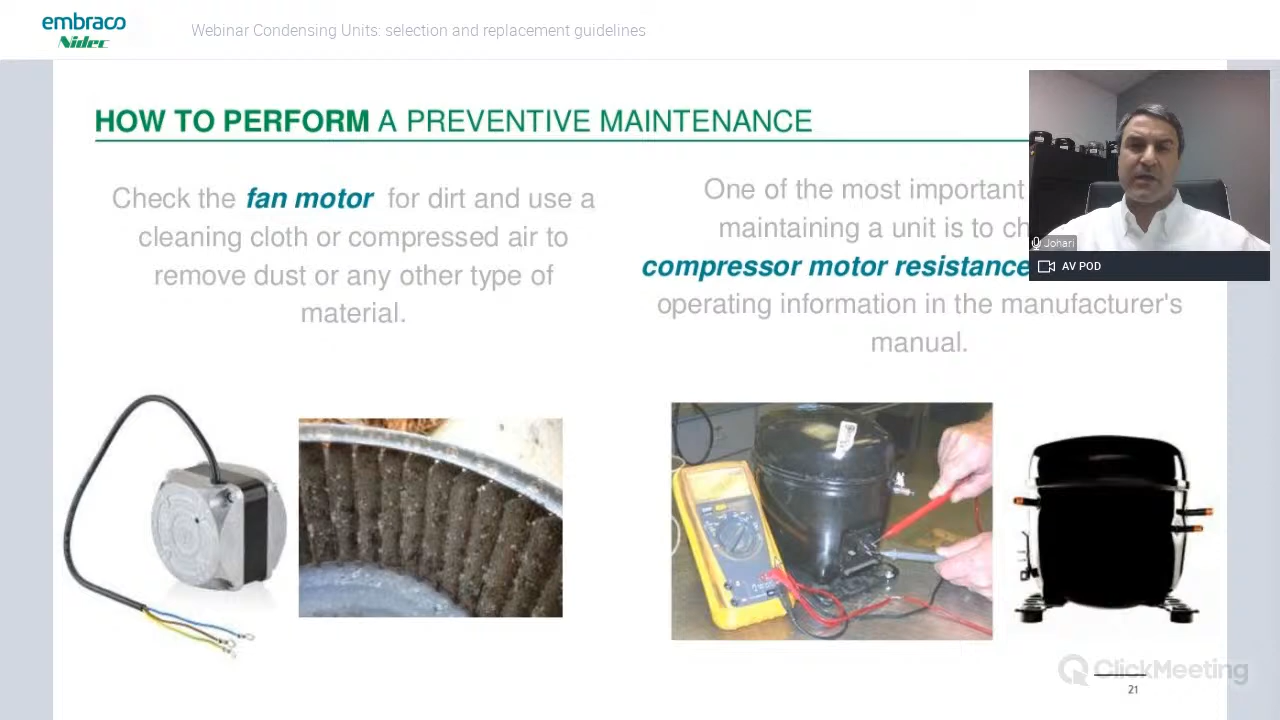 embraco
Nidec
Webinar Condensing Units: selection and replacement guidelines
HOW TO PERFORM A PREVENTIVE MAINTENANCE
Check the fan motor for dirt and use a
cleaning cloth or compressed air to
remove dust or any other type of
material.
One of the most important
maintaining a unit is to
compressor motor resistance
operating information in the manufacturer's
manual.
Johari
AV POD
ClickMeeting
21